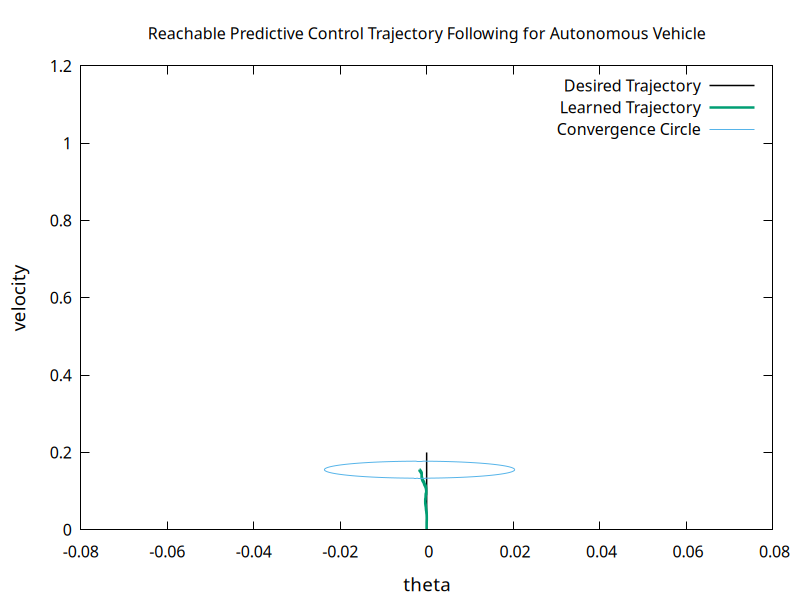 Reachable Predictive Control Trajectory Following for Autonomous Vehicle
Desired Trajectory
Learned Trajectory
Convergence Circle
velocity
1.2
1
0.8
0.6
0.4
0.2
0
-0.08 -0.06 -0.04 -0.02 0 0.02 0.04 0.06 0.08
theta